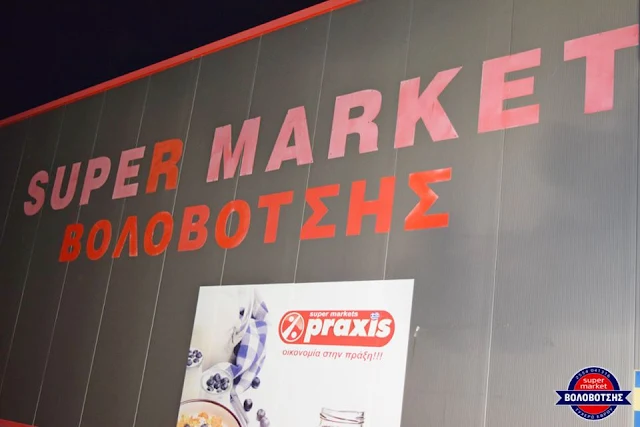 SUPER MARKET
ΒΟΛΟΒΟΤΣΗΣ
super markets
praxis
οικονομία στην πράξη!!!
super
market
ΒΟΛΟΒΟΤΣΗΣ